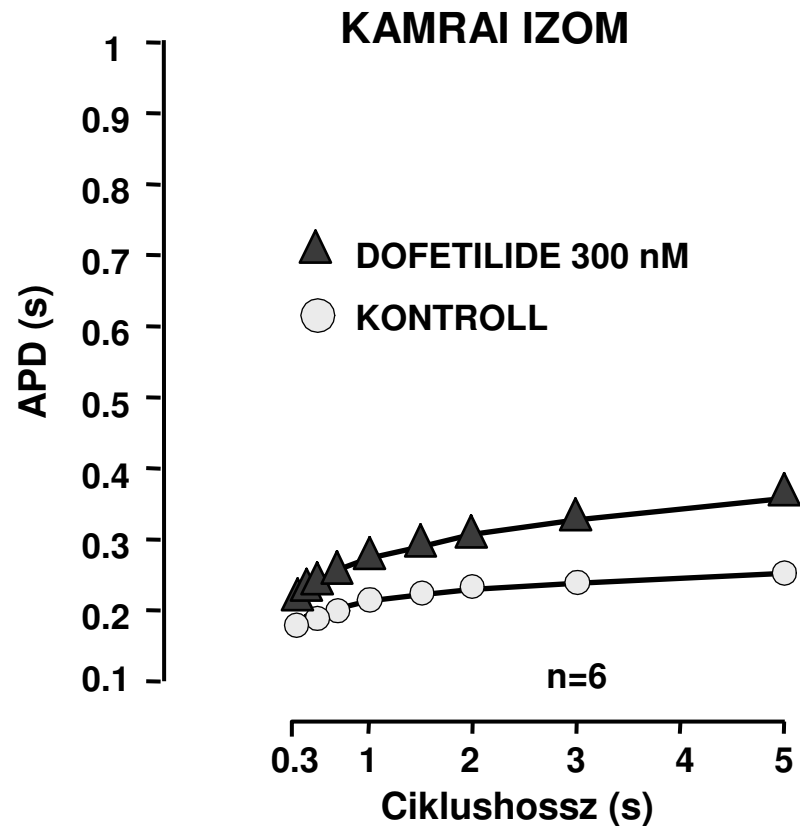 KAMRAI IZOM
1
0.9
0.8
0.7
0.6
0.5
0.4
0.3
0.2
0.1
APD (s)
DOFETILIDE 300 nM
KONTROLL
n=6
0.3 1 2 3 4 5
Ciklushossz (s)